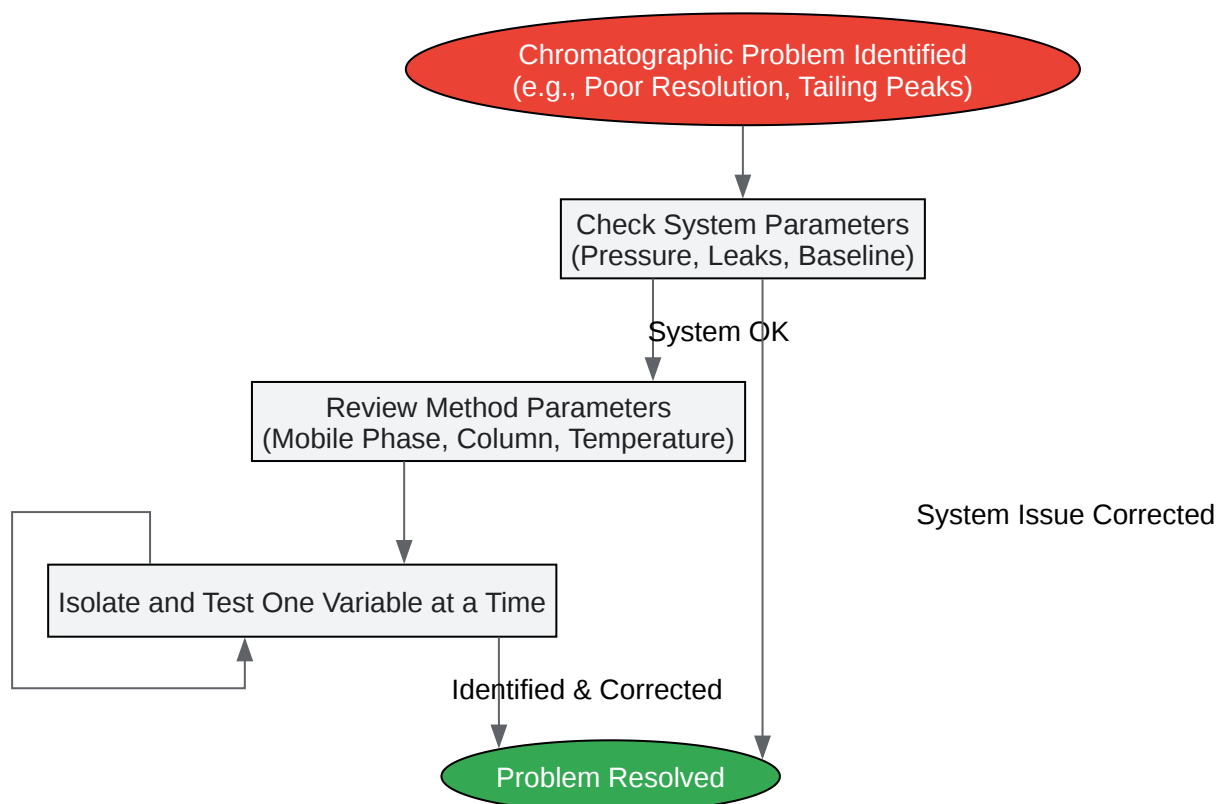 Chromatographic Problem Identified
(e.g., Poor Resolution, Tailing Peaks)
Check System Parameters
(Pressure, Leaks, Baseline)
System OK
Review Method Parameters
(Mobile Phase, Column, Temperature)
System Issue Corrected
Isolate and Test One Variable at a Time
Identified & Corrected
Problem Resolved